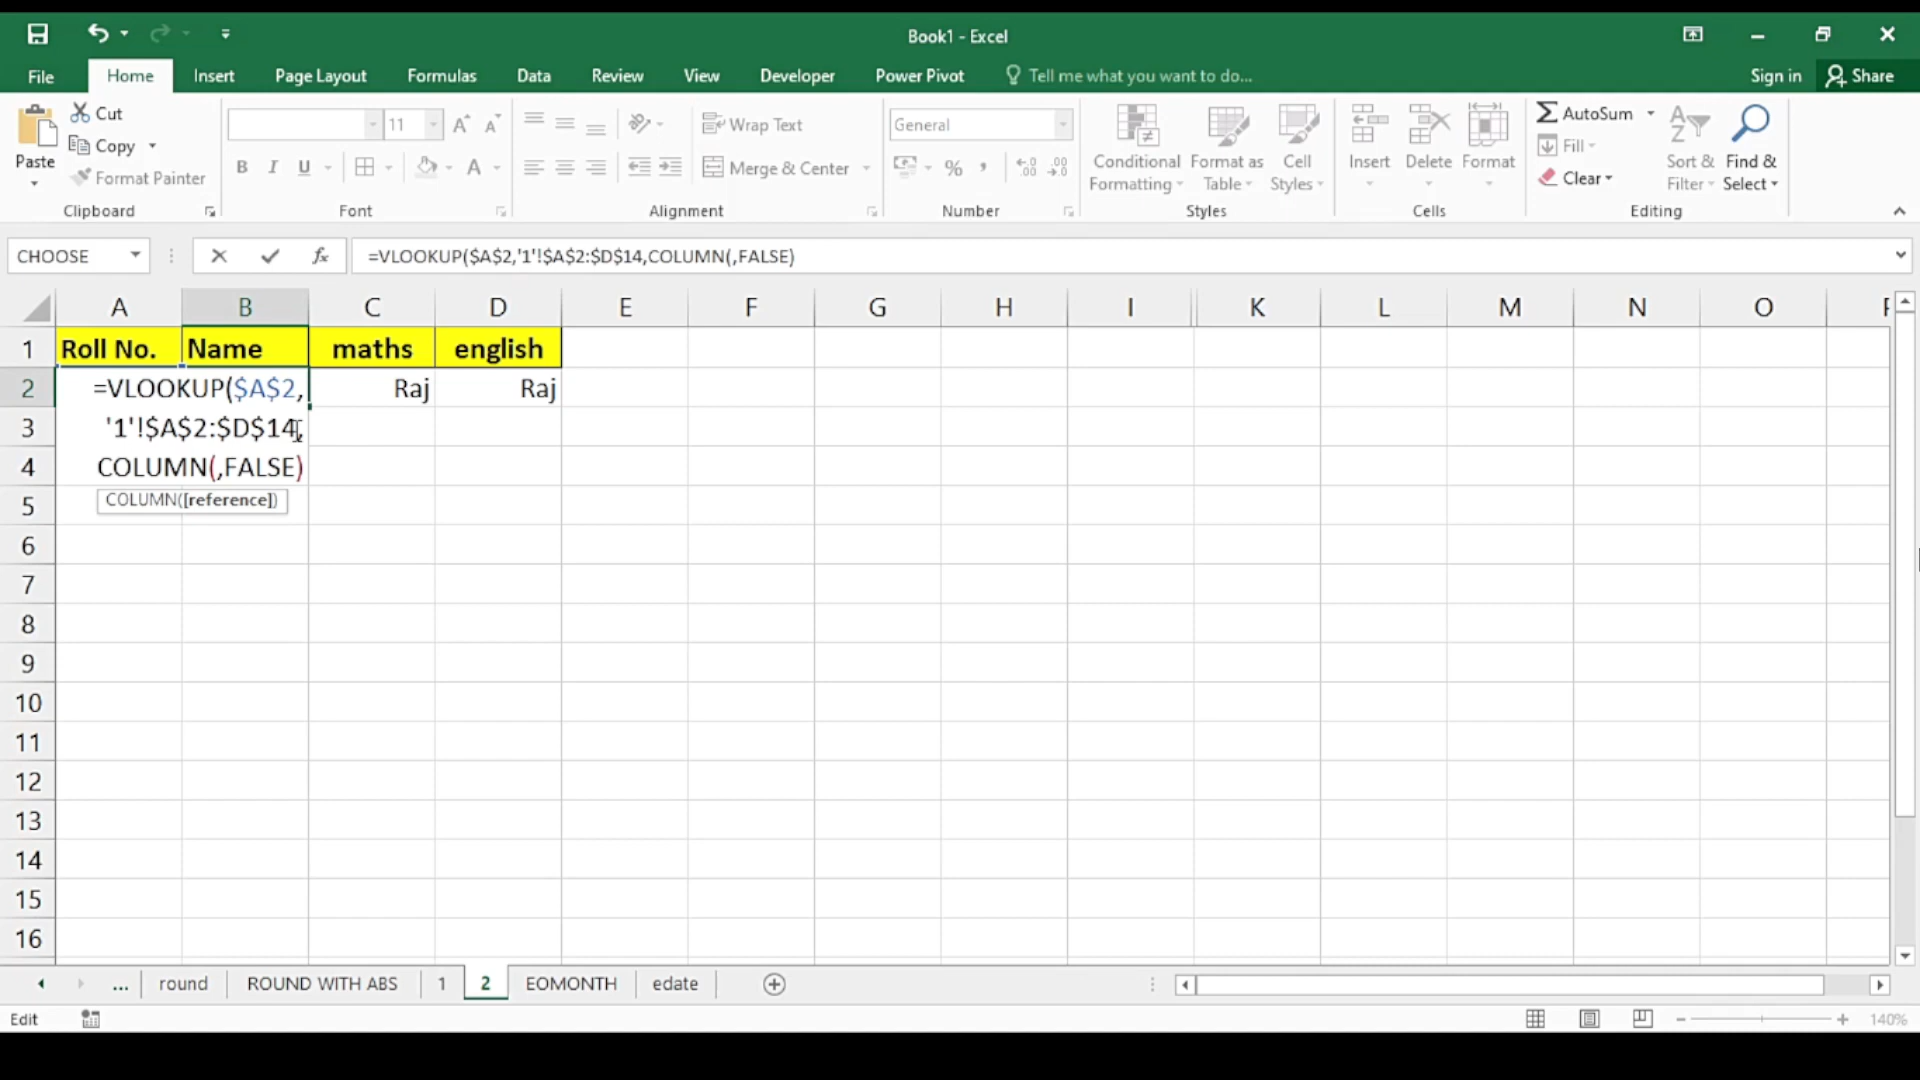 Book1 - Excel
File Home Insert Page Layout Formulas Data Review View Developer Power Pivot Tell me what you want to do... Sign in Share
Paste
Cut
Copy
Format Painter
Clipboard
11
B I U
Font
Wrap Text
Merge & Center
Alignment
General
%
Number
Conditional Formatting
Format as Table
Cell Styles
Styles
Insert
Delete
Format
Cells
AutoSum
Fill
Clear
Sort & Filter
Find & Select
Editing
CHOOSE
fx
=VLOOKUP($A$2,'1'!$A$2:$D$14,COLUMN(,FALSE)
A B C D E F G H I K L M N O
1 Roll No. Name maths english
2 =VLOOKUP($A$2, Raj Raj
3 '1'!$A$2:$D$14,
4 COLUMN(,FALSE)
5 COLUMN([reference])
6
7
8
9
10
11
12
13
14
15
16
... round ROUND WITH ABS 1 2 EOMONTH edate
Edit
140%